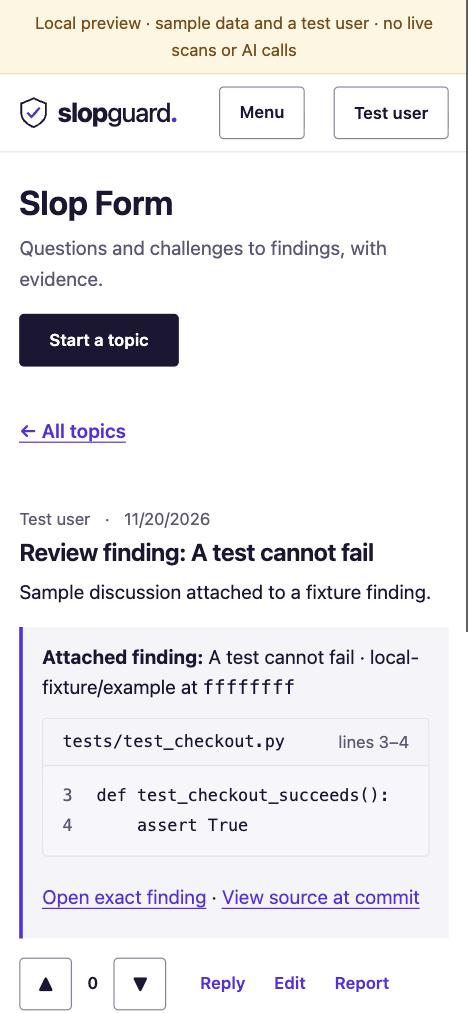 Local preview · sample data and a test user · no live
scans or AI calls
slopguard.
Menu
Test user
Slop Form
Questions and challenges to findings, with
evidence.
Start a topic
← All topics
Test user · 11/20/2026
Review finding: A test cannot fail
Sample discussion attached to a fixture finding.
Attached finding: A test cannot fail · local-
fixture/example at ffffffff
tests/test_checkout.py lines 3–4
3 def test_checkout_succeeds():
4     assert True
Open exact finding · View source at commit
▲ 0 ▼ Reply Edit Report